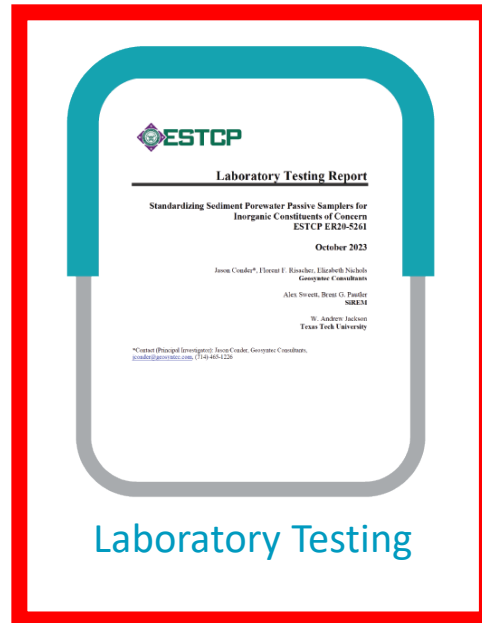 ESTCP
Laboratory Testing Report
Standardizing Sediment Porewater Passive Samplers for
Inorganic Constituents of Concern
ESTCP ER20-5261
October 2023
Jason Conder*, Florent F. Risacher, Elizabeth Nichols
Geosyntec Consultants
Alex Sweett, Brent G. Pautler
SiREM
W. Andrew Jackson
Texas Tech University
*Contact (Principal Investigator): Jason Conder, Geosyntec Consultants,
jconder@geosyntec.com, (714) 465-1226
Laboratory Testing